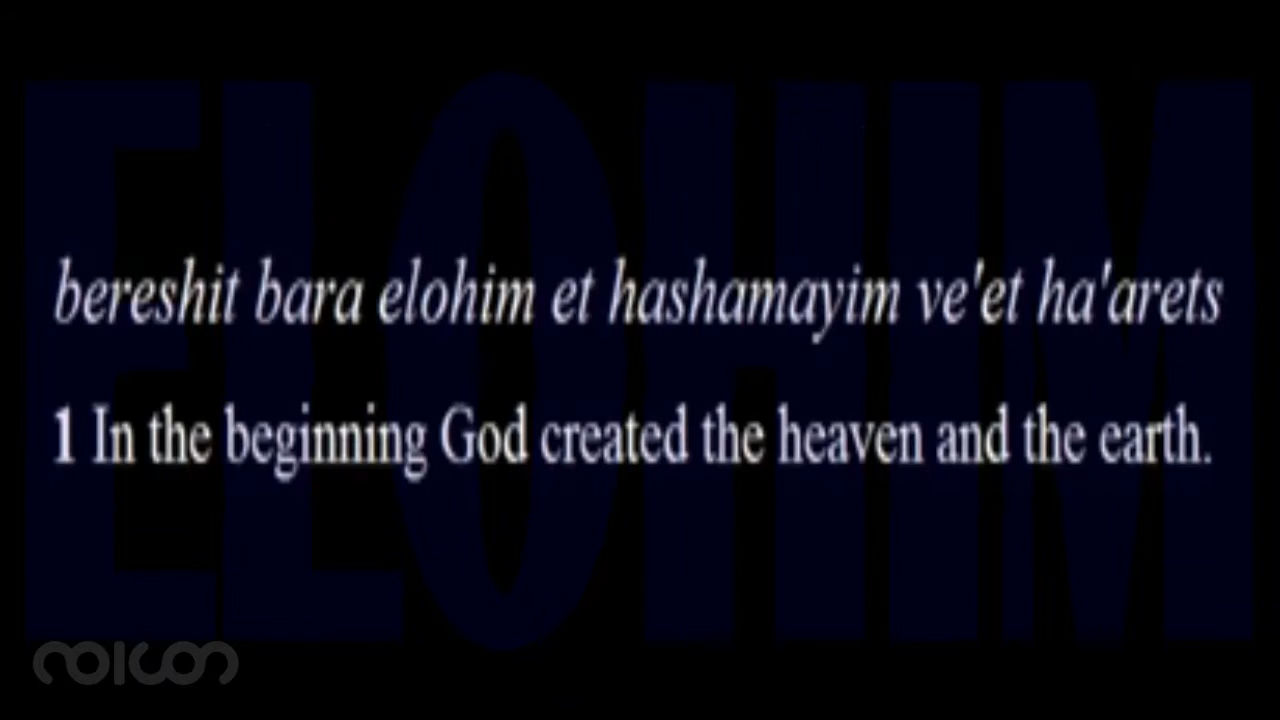 ELOHIM
bereshit bara elohim et hashamayim ve'et ha'arets
1 In the beginning God created the heaven and the earth.